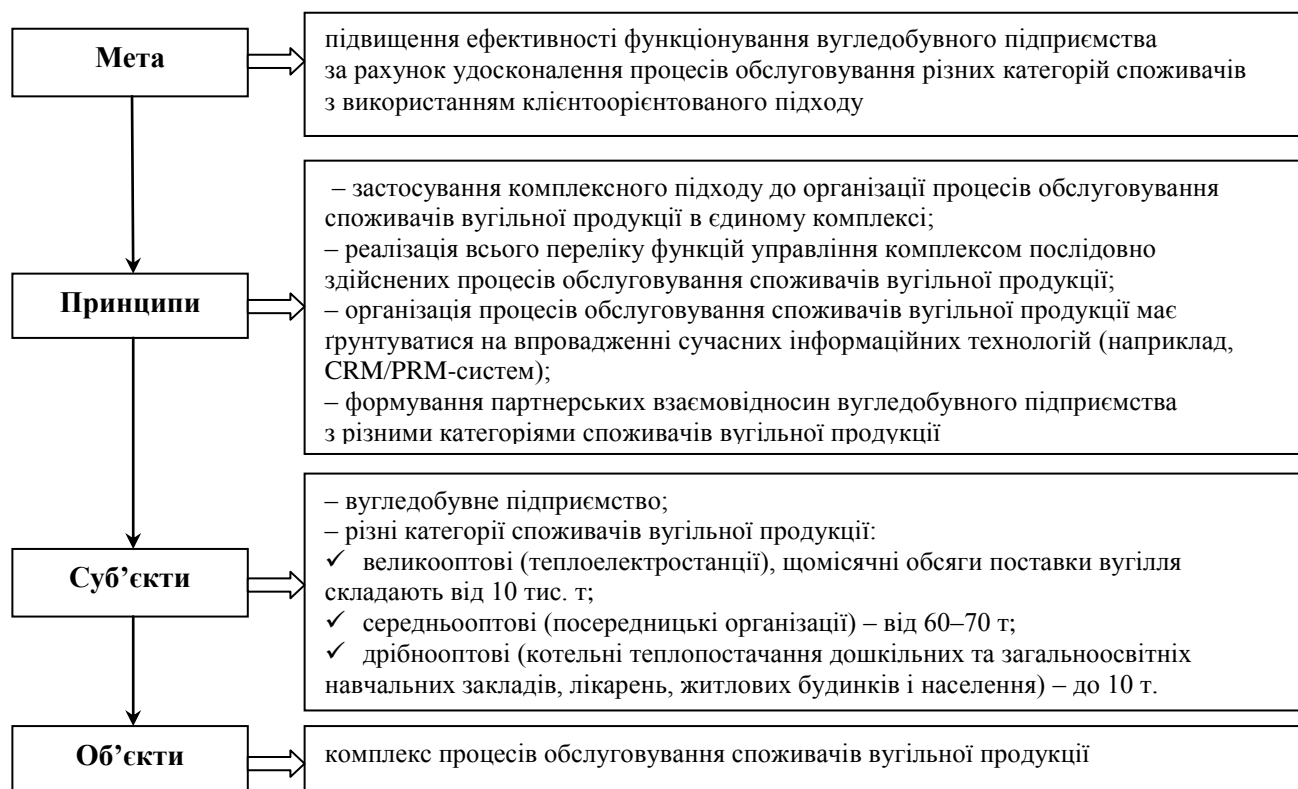 Мета
підвищення ефективності функціонування вугледобувного підприємства
за рахунок удосконалення процесів обслуговування різних категорій споживачів
з використанням клієнтоорієнтованого підходу
Принципи
– застосування комплексного підходу до організації процесів обслуговування
споживачів вугільної продукції в єдиному комплексі;
– реалізація всього переліку функцій управління комплексом послідовно
здійснених процесів обслуговування споживачів вугільної продукції;
– організація процесів обслуговування споживачів вугільної продукції має
ґрунтуватися на впровадженні сучасних інформаційних технологій (наприклад,
CRM/PRM-систем);
– формування партнерських взаємовідносин вугледобувного підприємства
з різними категоріями споживачів вугільної продукції
Суб’єкти
– вугледобувне підприємство;
– різні категорії споживачів вугільної продукції:
✓ великооптові (теплоелектростанції), щомісячні обсяги поставки вугілля
складають від 10 тис. т;
✓ середньооптові (посередницькі організації) – від 60–70 т;
✓ дрібнооптові (котельні теплопостачання дошкільних та загальноосвітніх
навчальних закладів, лікарень, житлових будинків і населення) – до 10 т.
Об’єкти
комплекс процесів обслуговування споживачів вугільної продукції